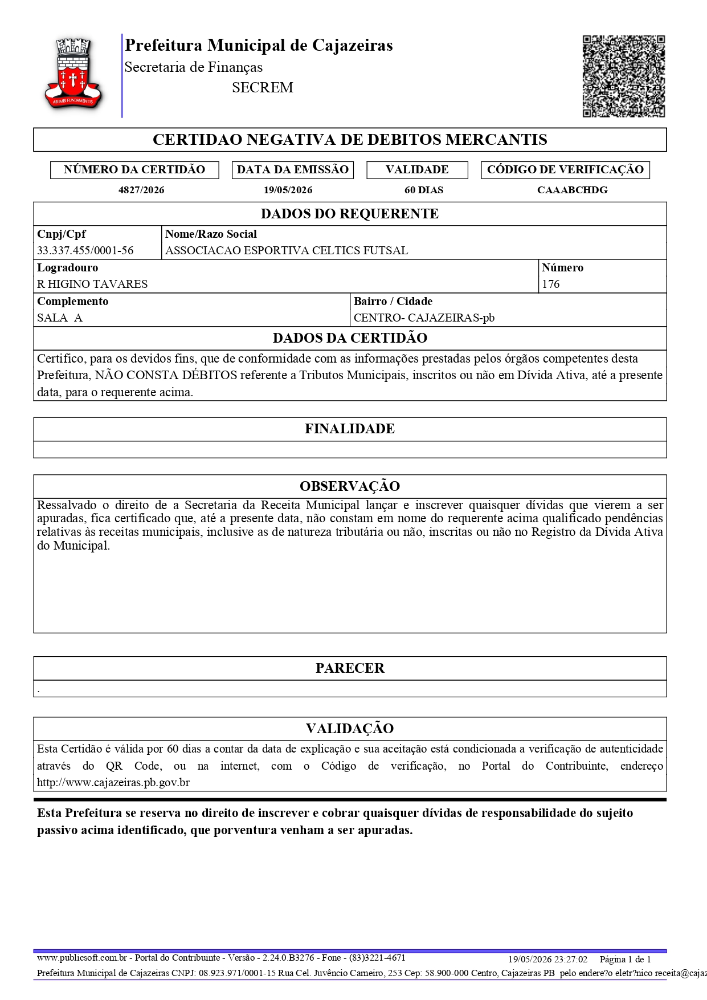 Prefeitura Municipal de Cajazeiras
Secretaria de Finanças
SECREM
AB IMIS FUNDAMENTIS
CERTIDAO NEGATIVA DE DEBITOS MERCANTIS
NÚMERO DA CERTIDÃO DATA DA EMISSÃO VALIDADE CÓDIGO DE VERIFICAÇÃO
4827/2026 19/05/2026 60 DIAS CAAABCHDG
DADOS DO REQUERENTE
Cnpj/Cpf Nome/Razo Social
33.337.455/0001-56 ASSOCIACAO ESPORTIVA CELTICS FUTSAL
Logradouro Número
R HIGINO TAVARES 176
Complemento Bairro / Cidade
SALA  A CENTRO- CAJAZEIRAS-pb
DADOS DA CERTIDÃO
Certifico, para os devidos fins, que de conformidade com as informações prestadas pelos órgãos competentes desta
Prefeitura, NÃO CONSTA DÉBITOS referente a Tributos Municipais, inscritos ou não em Dívida Ativa, até a presente
data, para o requerente acima.
FINALIDADE
OBSERVAÇÃO
Ressalvado o direito de a Secretaria da Receita Municipal lançar e inscrever quaisquer dívidas que vierem a ser
apuradas, fica certificado que, até a presente data, não constam em nome do requerente acima qualificado pendências
relativas às receitas municipais, inclusive as de natureza tributária ou não, inscritas ou não no Registro da Dívida Ativa
do Municipal.
PARECER
.
VALIDAÇÃO
Esta Certidão é válida por 60 dias a contar da data de explicação e sua aceitação está condicionada a verificação de autenticidade
através do QR Code, ou na internet, com o Código de verificação, no Portal do Contribuinte, endereço
http://www.cajazeiras.pb.gov.br
Esta Prefeitura se reserva no direito de inscrever e cobrar quaisquer dívidas de responsabilidade do sujeito
passivo acima identificado, que porventura venham a ser apuradas.
www.publicsoft.com.br - Portal do Contribuinte - Versão - 2.24.0.B3276 - Fone - (83)3221-4671 19/05/2026 23:27:02 Página 1 de 1
Prefeitura Municipal de Cajazeiras CNPJ: 08.923.971/0001-15 Rua Cel. Juvêncio Carneiro, 253 Cep: 58.900-000 Centro, Cajazeiras PB  pelo endere?o eletr?nico receita@cajaz